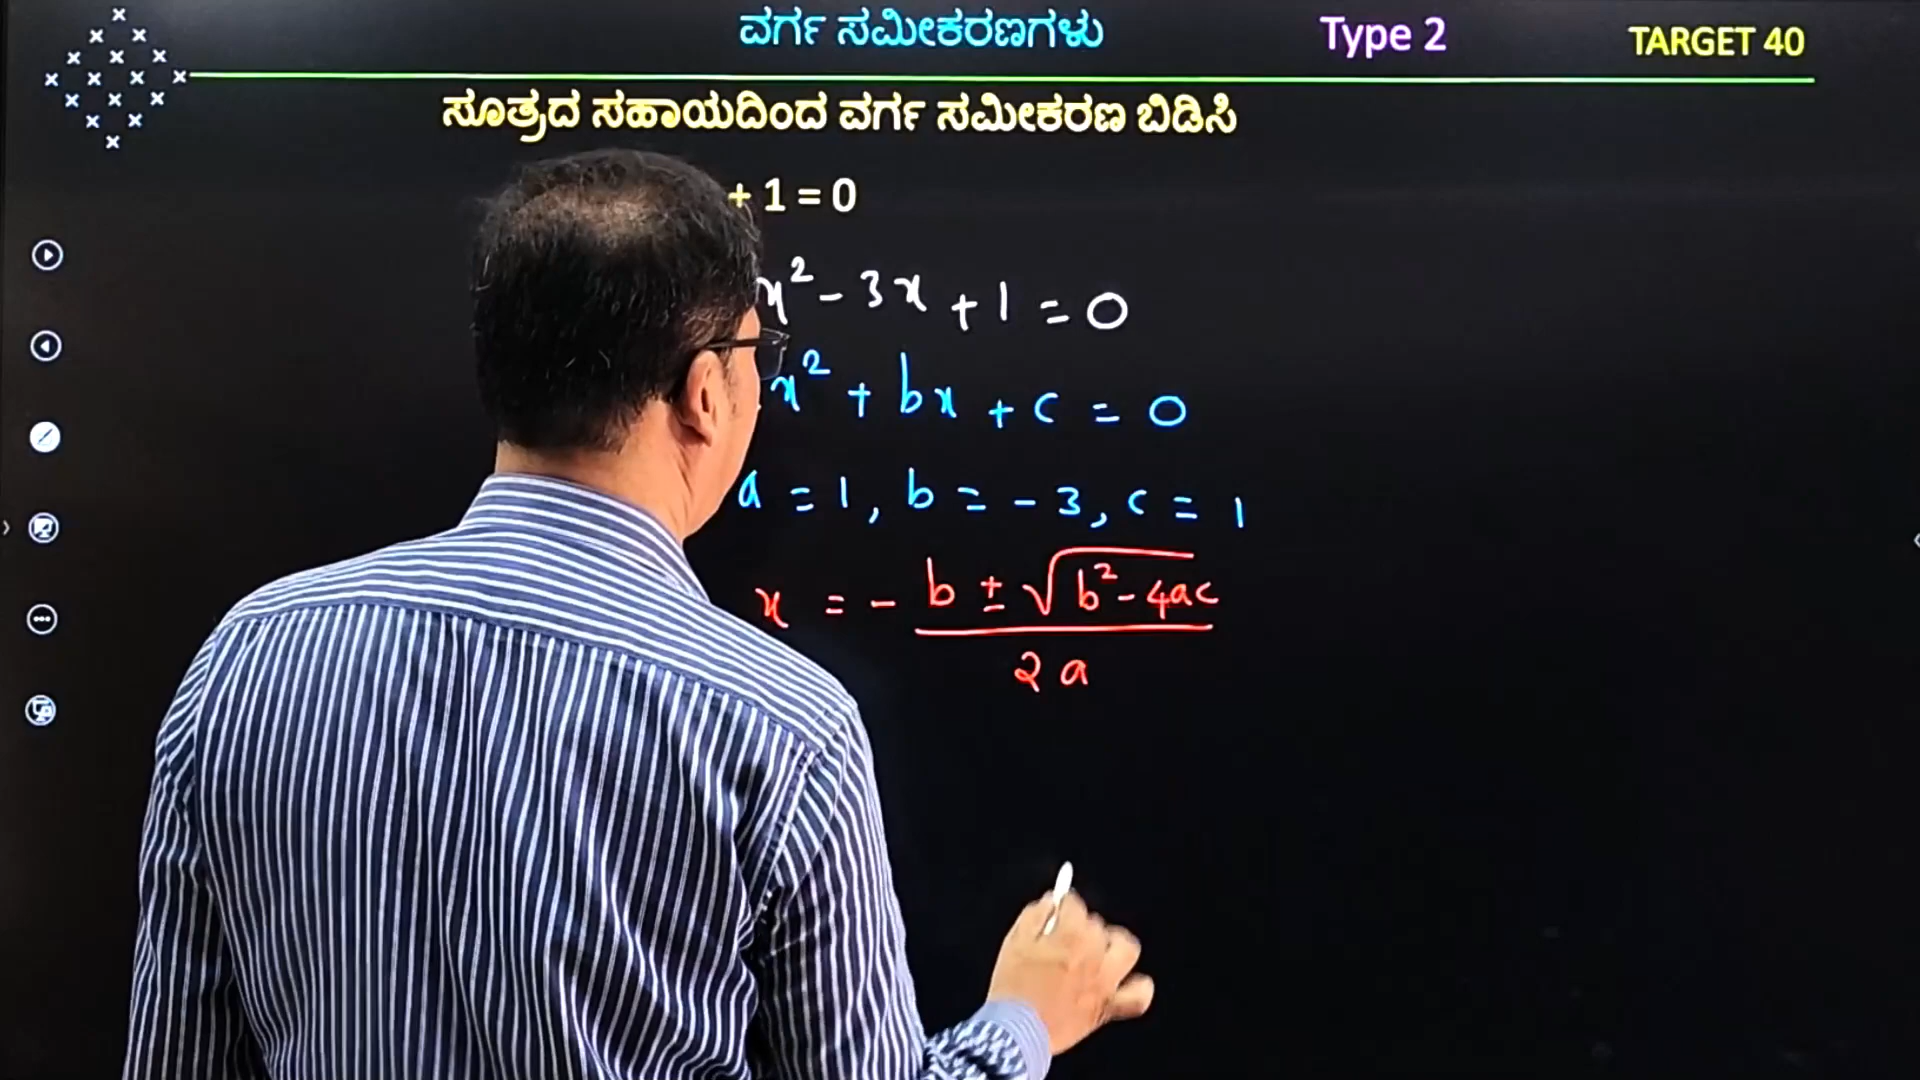 ವರ್ಗ ಸಮೀಕರಣಗಳು Type 2 TARGET 40
ಸೂತ್ರದ ಸಹಾಯದಿಂದ ವರ್ಗ ಸಮೀಕರಣ ಬಿಡಿಸಿ
+ 1 = 0
x² - 3x + 1 = 0
x² + bx + c = 0
a = 1, b = -3, c = 1
x = - b ± √b² - 4ac
2a